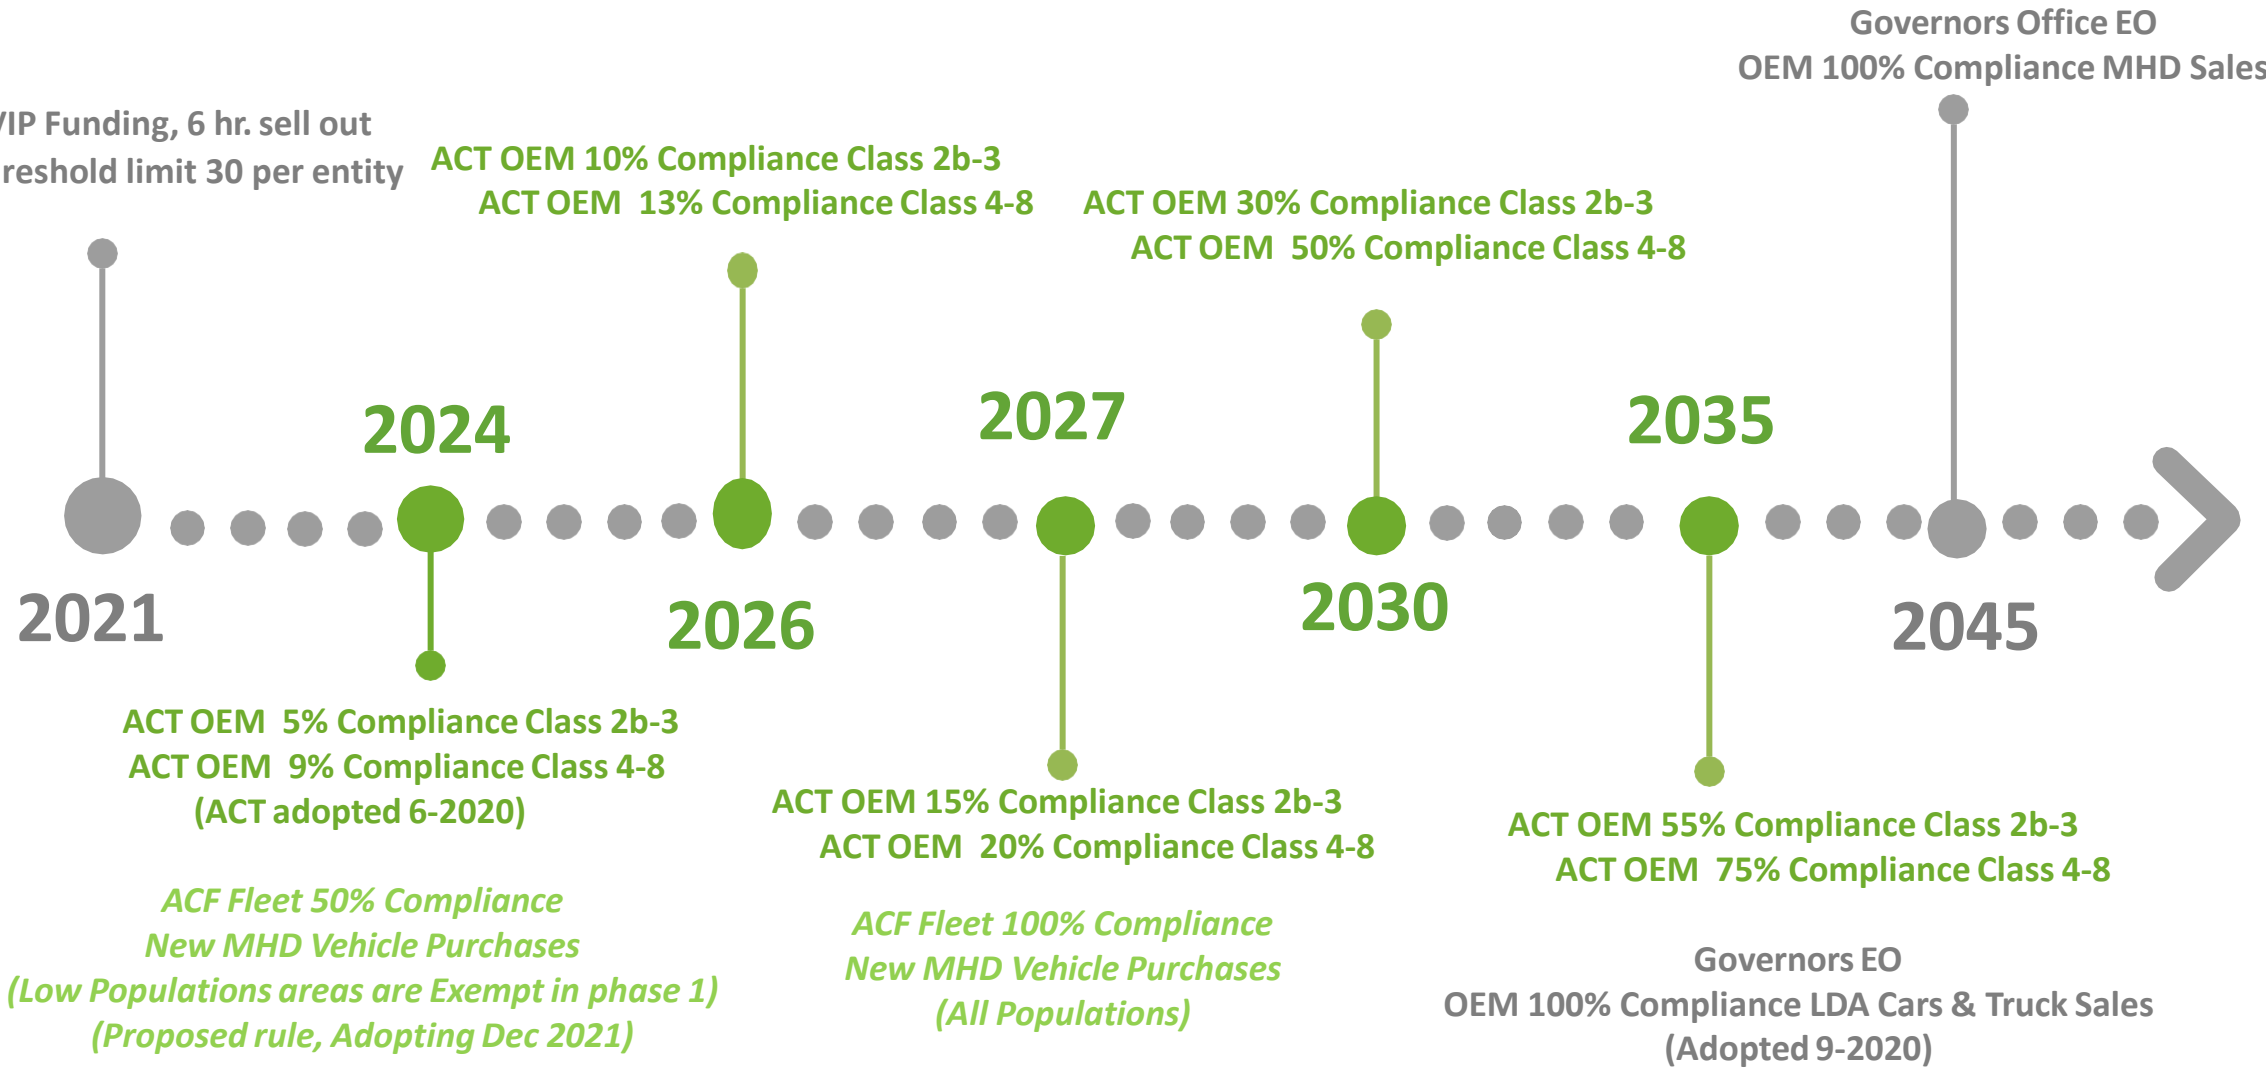 Governors Office EO
OEM 100% Compliance MHD Sales
Funding, 6 hr. sell out
limit 30 per entity
ACT OEM 10% Compliance Class 2b-3
ACT OEM 13% Compliance Class 4-8
ACT OEM 30% Compliance Class 2b-3
ACT OEM 50% Compliance Class 4-8
2024
2027
2035
2021
2026
2030
2045
ACT OEM 5% Compliance Class 2b-3
ACT OEM 9% Compliance Class 4-8
(ACT adopted 6-2020)
ACF Fleet 50% Compliance
New MHD Vehicle Purchases
(Low Populations areas are Exempt in phase 1)
(Proposed rule, Adopting Dec 2021)
ACT OEM 15% Compliance Class 2b-3
ACT OEM 20% Compliance Class 4-8
ACF Fleet 100% Compliance
New MHD Vehicle Purchases
(All Populations)
ACT OEM 55% Compliance Class 2b-3
ACT OEM 75% Compliance Class 4-8
Governors EO
OEM 100% Compliance LDA Cars & Truck Sales
(Adopted 9-2020)